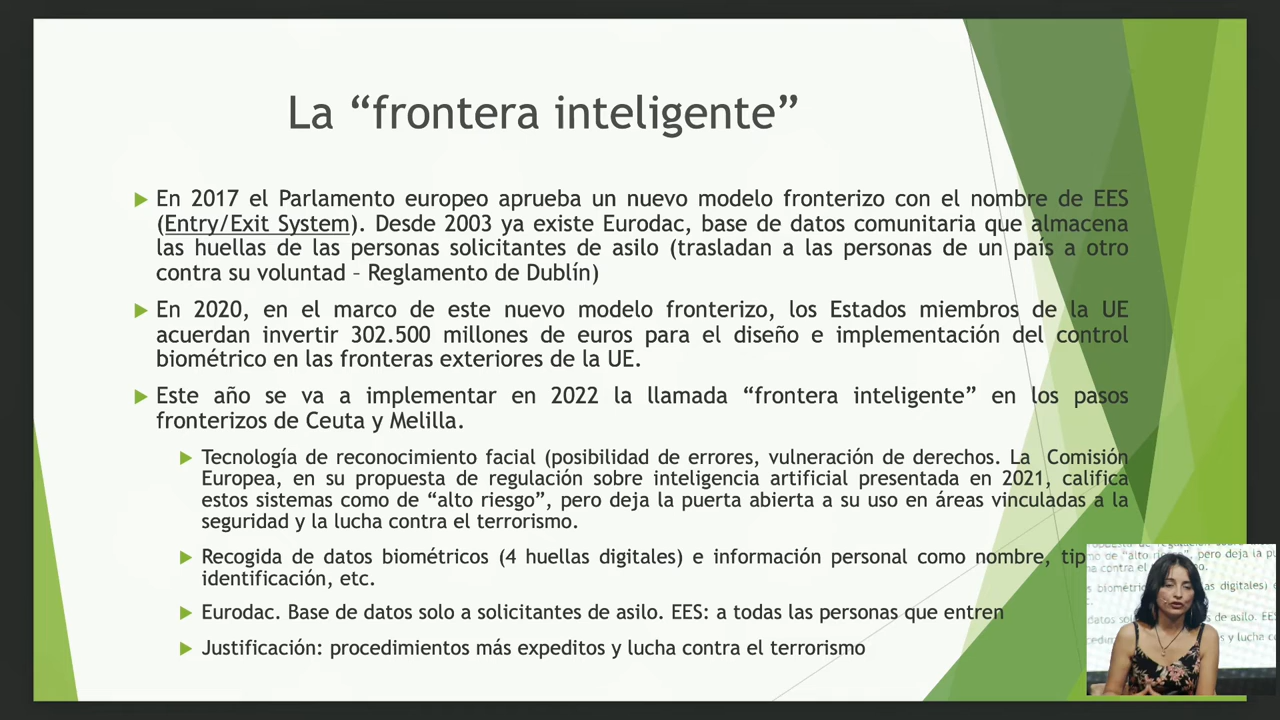 La “frontera inteligente”
En 2017 el Parlamento europeo aprueba un nuevo modelo fronterizo con el nombre de EES
(Entry/Exit System). Desde 2003 ya existe Eurodac, base de datos comunitaria que almacena
las huellas de las personas solicitantes de asilo (trasladan a las personas de un país a otro
contra su voluntad – Reglamento de Dublín)
En 2020, en el marco de este nuevo modelo fronterizo, los Estados miembros de la UE
acuerdan invertir 302.500 millones de euros para el diseño e implementación del control
biométrico en las fronteras exteriores de la UE.
Este año se va a implementar en 2022 la llamada “frontera inteligente” en los pasos
fronterizos de Ceuta y Melilla.
Tecnología de reconocimiento facial (posibilidad de errores, vulneración de derechos. La Comisión
Europea, en su propuesta de regulación sobre inteligencia artificial presentada en 2021, califica
estos sistemas como de “alto riesgo”, pero deja la puerta abierta a su uso en áreas vinculadas a la
seguridad y la lucha contra el terrorismo.
Recogida de datos biométricos (4 huellas digitales) e información personal como nombre,
identificación, etc.
Eurodac. Base de datos solo a solicitantes de asilo. EES: a todas las personas que entren
Justificación: procedimientos más expeditos y lucha contra el terrorismo